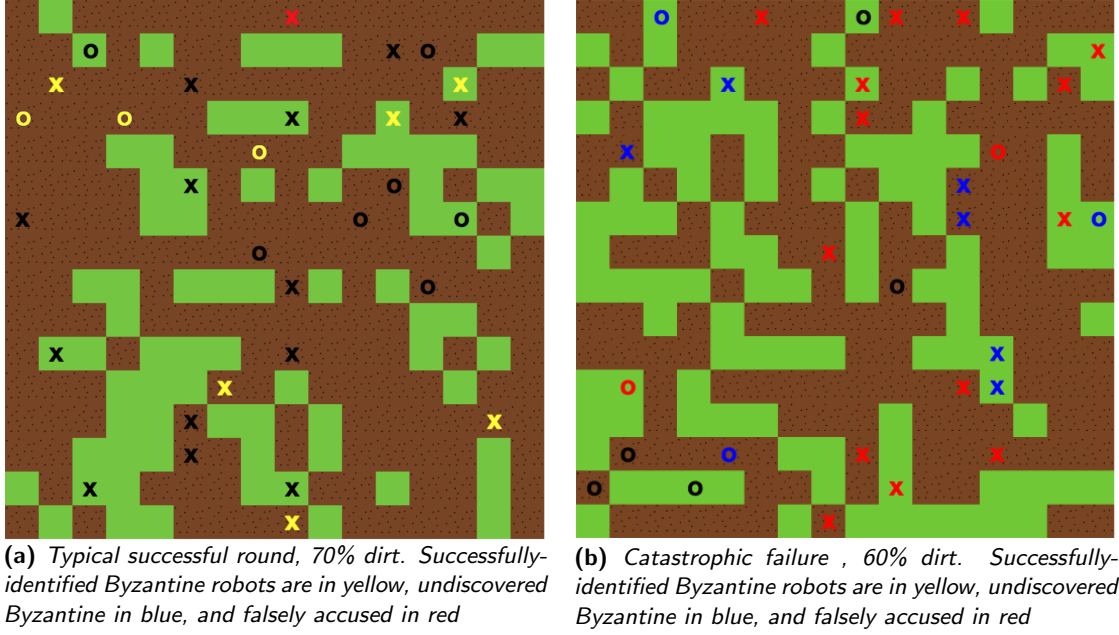 (a) Typical successful round, 70% dirt. Successfully-
identified Byzantine robots are in yellow, undiscovered
Byzantine in blue, and falsely accused in red
(b) Catastrophic failure , 60% dirt. Successfully-
identified Byzantine robots are in yellow, undiscovered
Byzantine in blue, and falsely accused in red